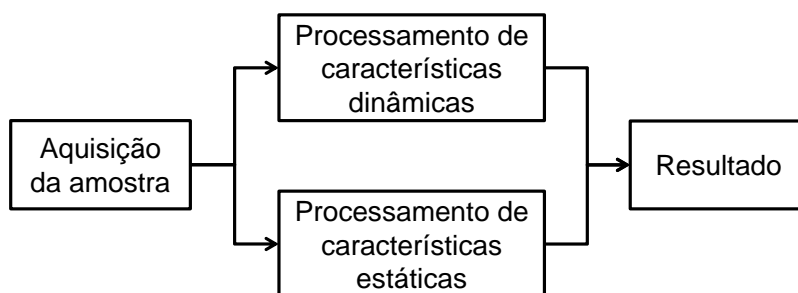 Processamento de
características
dinâmicas
Aquisição
da amostra
Resultado
Processamento de
características
estáticas